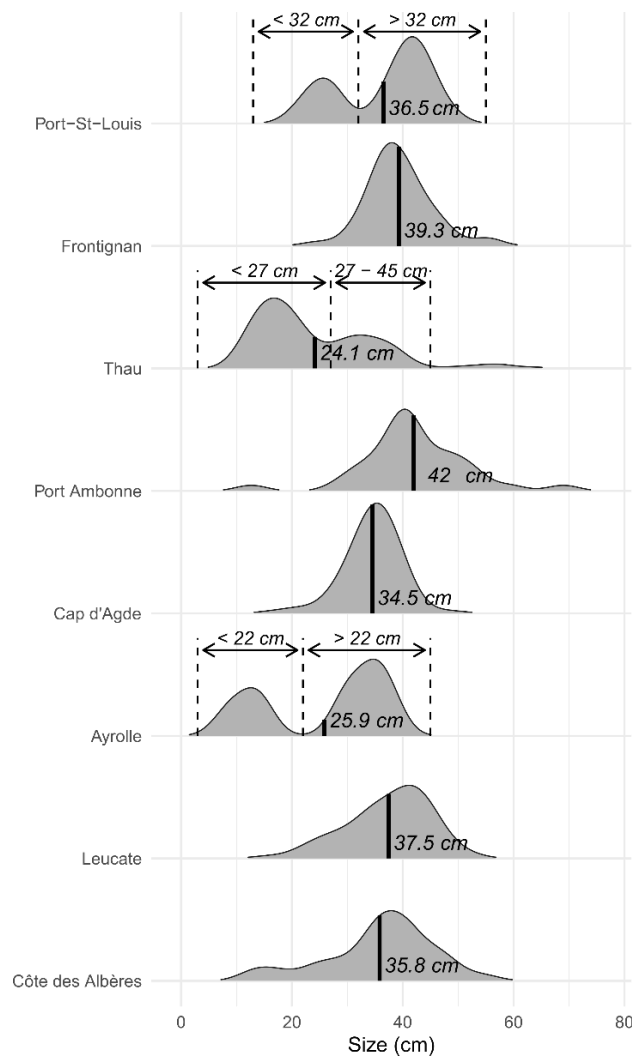 < 32 cm > 32 cm
36.5 cm
Port−St−Louis
39.3 cm
Frontignan
< 27 cm 27 − 45 cm
24.1 cm
Thau
42 cm
Port Ambonne
34.5 cm
Cap d'Agde
< 22 cm > 22 cm
25.9 cm
Ayrolle
37.5 cm
Leucate
35.8 cm
Côte des Albères
0 20 40 60 80
Size (cm)